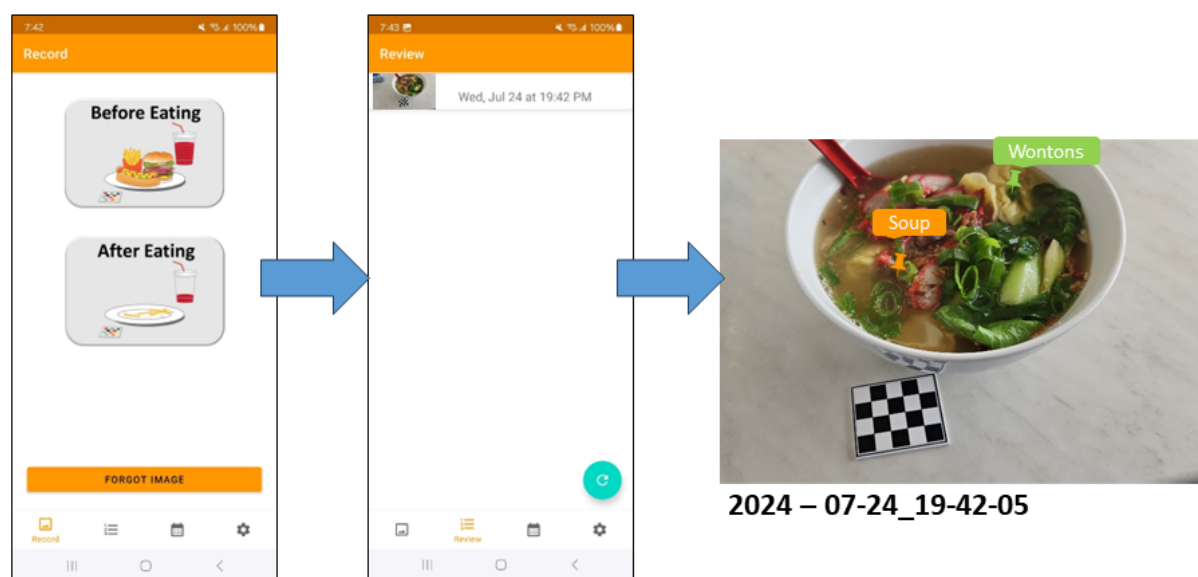 7:42
100%
Record
Before Eating
After Eating
FORGOT IMAGE
Record
7:43
100%
Review
Wed, Jul 24 at 19:42 PM
Review
Wontons
Soup
2024 – 07-24_19-42-05